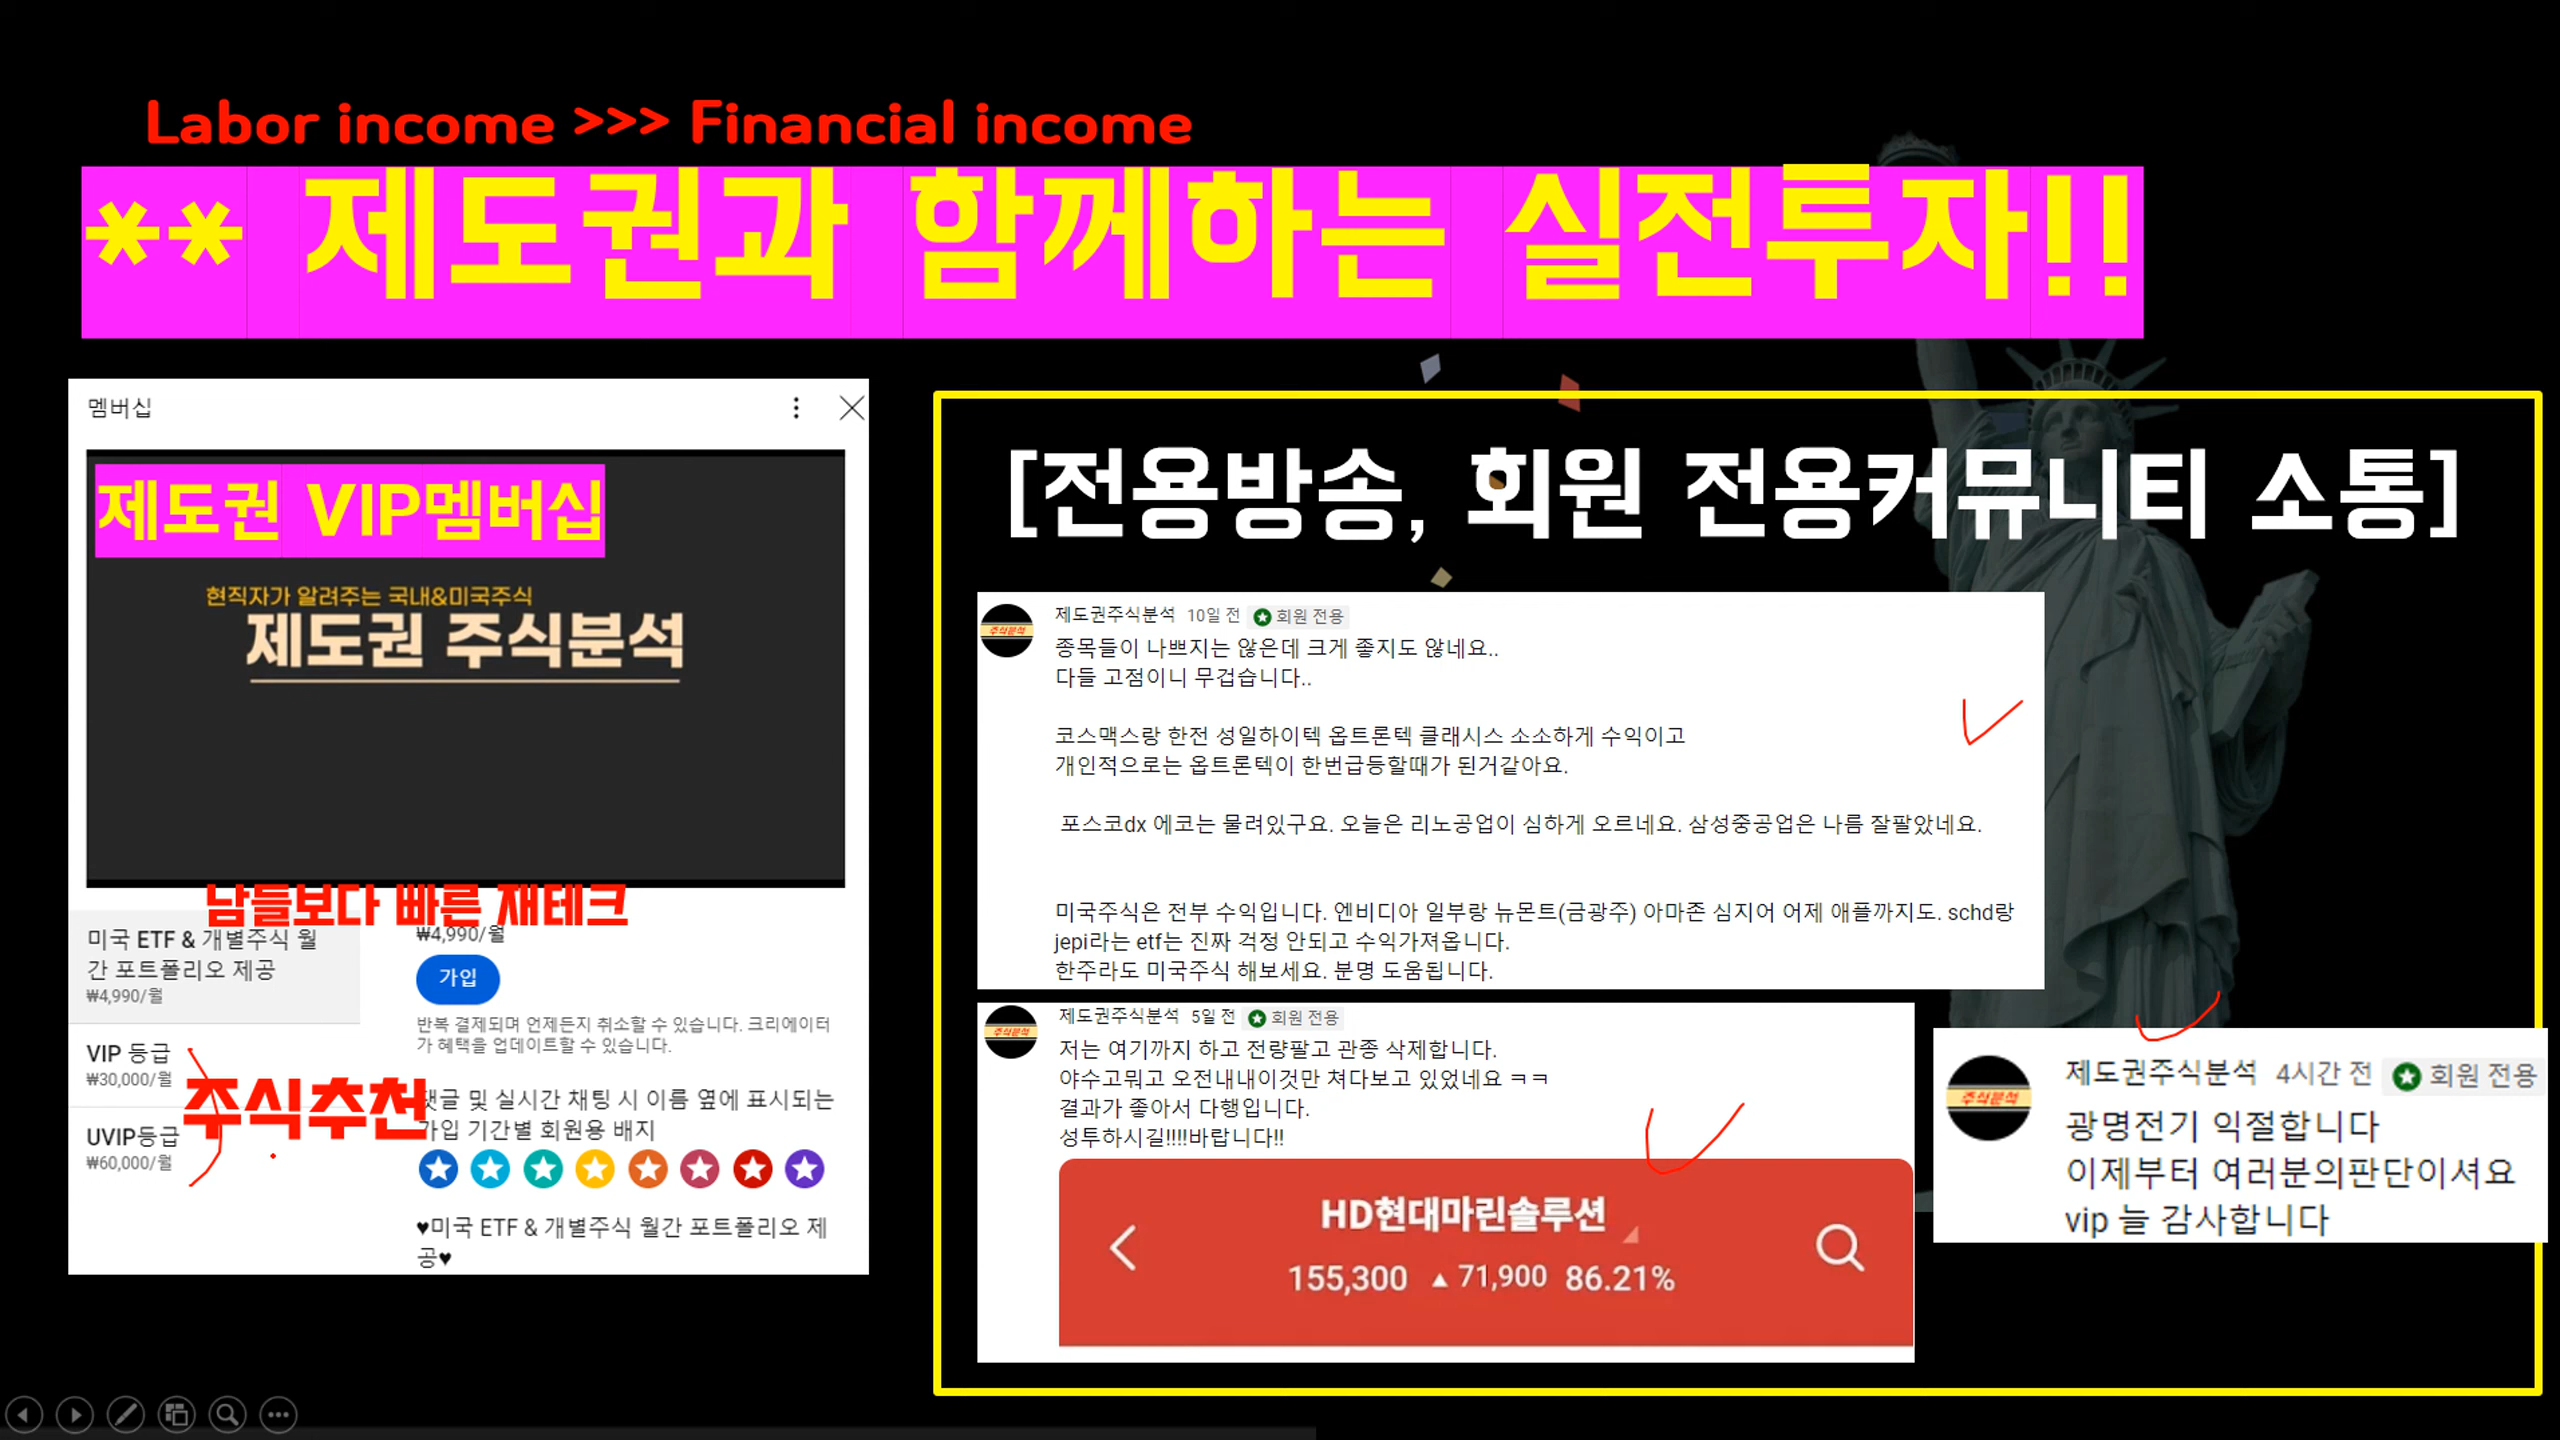 Labor income >>> Financial income
** 제도권과 함께하는 실전투자!!
멤버십
제도권 VIP멤버십
현직자가 알려주는 국내&미국주식
제도권 주식분석
남들보다 빠른 재테크
미국 ETF & 개별주식 월
간 포트폴리오 제공
₩4,990/월
VIP 등급
₩30,000/월
UVIP등급
₩60,000/월
주식추천
₩4,990/월
가입
반복 결제되며 언제든지 취소할 수 있습니다. 크리에이터
가 혜택을 업데이트할 수 있습니다.
댓글 및 실시간 채팅 시 이름 옆에 표시되는
가입 기간별 회원용 배지
♥미국 ETF & 개별주식 월간 포트폴리오 제
공♥
[전용방송, 회원 전용커뮤니티 소통]
주식분석
제도권주식분석 10일 전 회원 전용
종목들이 나쁘지는 않은데 크게 좋지도 않네요..
다들 고점이니 무겁습니다..
코스맥스랑 한전 성일하이텍 옵트론텍 클래시스 소소하게 수익이고
개인적으로는 옵트론텍이 한번급등할때가 된거같아요.
포스코dx 에코는 물려있구요. 오늘은 리노공업이 심하게 오르네요. 삼성중공업은 나름 잘팔았네요.
미국주식은 전부 수익입니다. 엔비디아 일부랑 뉴몬트(금광주) 아마존 심지어 어제 애플까지도. schd랑
jepi라는 etf는 진짜 걱정 안되고 수익가져옵니다.
한주라도 미국주식 해보세요. 분명 도움됩니다.
주식분석
제도권주식분석 5일 전 회원 전용
저는 여기까지 하고 전량팔고 관종 삭제합니다.
야수고뭐고 오전내내이것만 쳐다보고 있었네요 ㅋㅋ
결과가 좋아서 다행입니다.
성투하시길!!!!바랍니다!!
HD현대마린솔루션
155,300 ▲ 71,900 86.21%
주식분석
제도권주식분석 4시간 전 회원 전용
광명전기 익절합니다
이제부터 여러분의판단이셔요
vip 늘 감사합니다